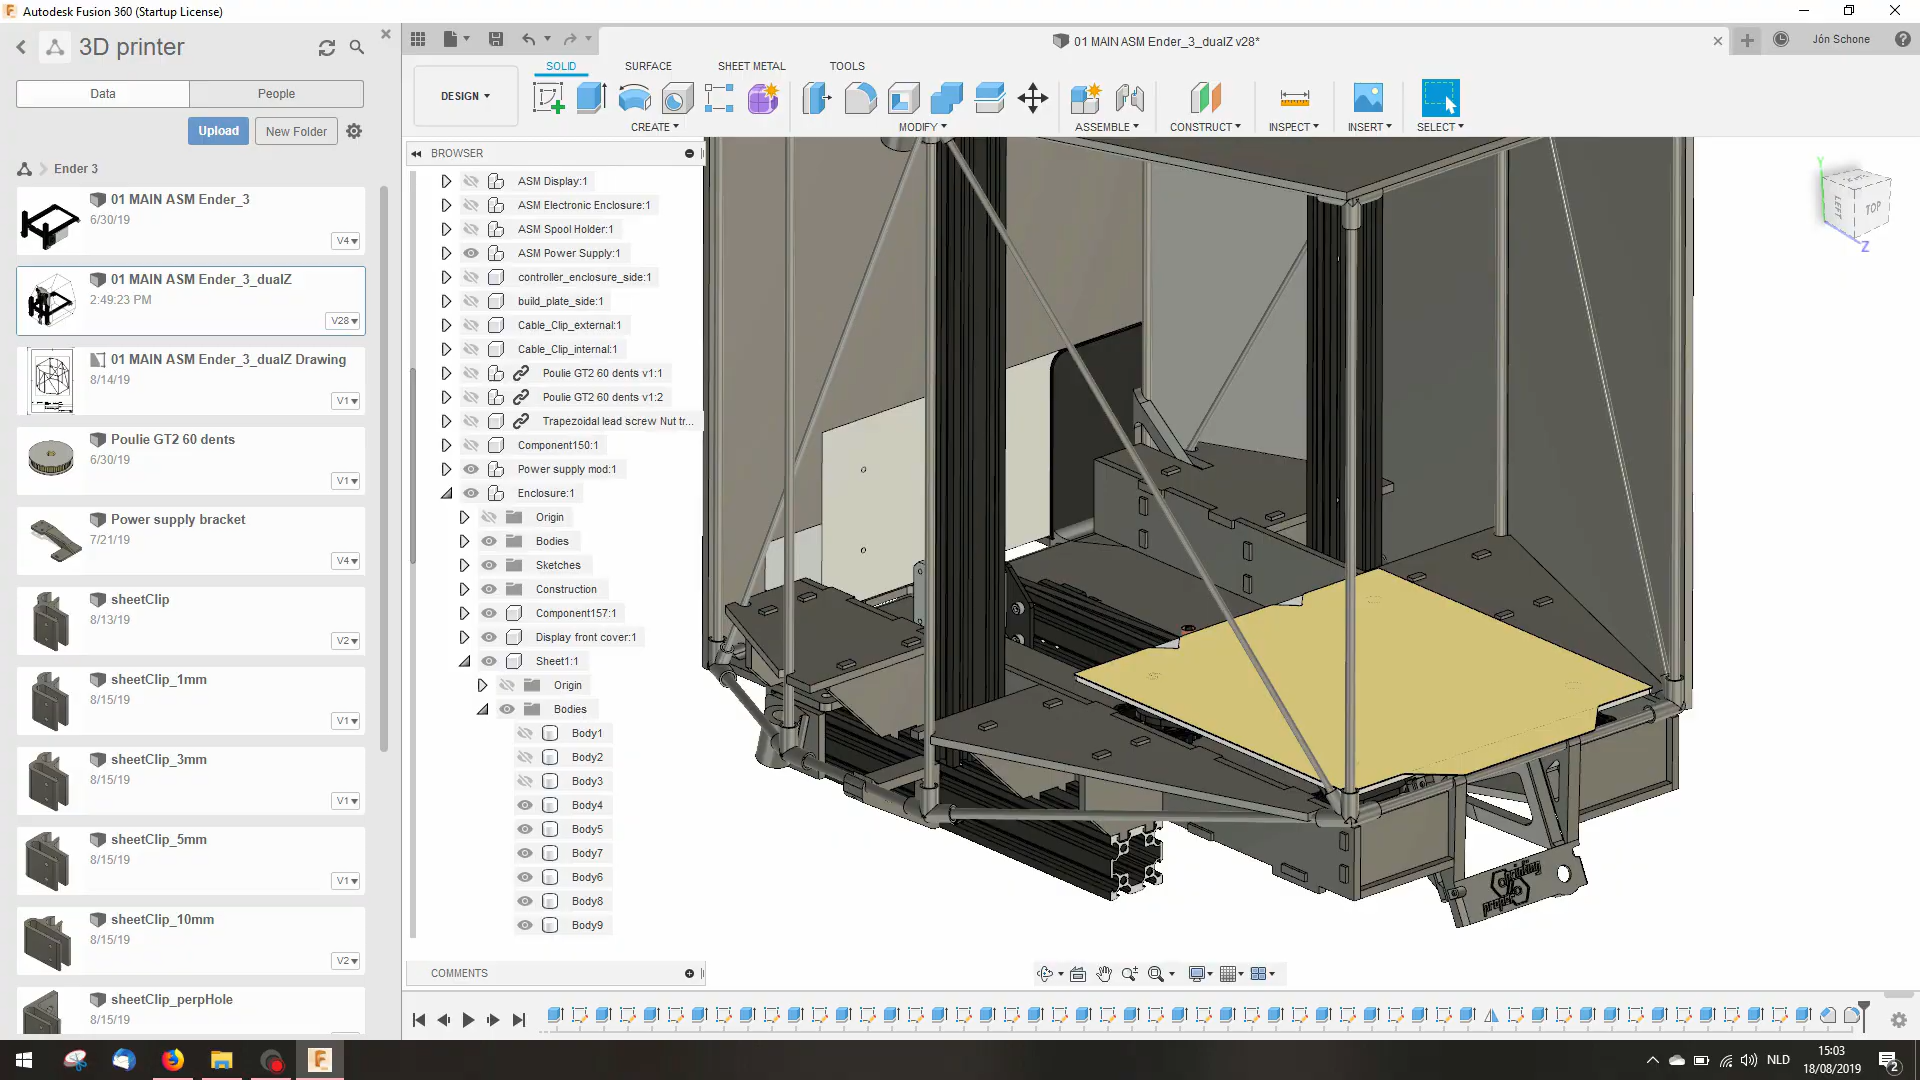 Autodesk Fusion 360 (Startup License)
3D printer
Data
People
Upload
New Folder
Ender 3
01 MAIN ASM Ender_3
6/30/19
V4
01 MAIN ASM Ender_3_dualZ
2:49:23 PM
V28
01 MAIN ASM Ender_3_dualZ Drawing
8/14/19
V1
Poulie GT2 60 dents
6/30/19
V1
Power supply bracket
7/21/19
V4
sheetClip
8/13/19
V2
sheetClip_1mm
8/15/19
V1
sheetClip_3mm
8/15/19
V1
sheetClip_5mm
8/15/19
V1
sheetClip_10mm
8/15/19
V2
sheetClip_perpHole
8/15/19
01 MAIN ASM Ender_3_dualZ v28*
Jón Schone
DESIGN
SOLID
SURFACE
SHEET METAL
TOOLS
CREATE
MODIFY
ASSEMBLE
CONSTRUCT
INSPECT
INSERT
SELECT
BROWSER
ASM Display:1
ASM Electronic Enclosure:1
ASM Spool Holder:1
ASM Power Supply:1
controller_enclosure_side:1
build_plate_side:1
Cable_Clip_external:1
Cable_Clip_internal:1
Poulie GT2 60 dents v1:1
Poulie GT2 60 dents v1:2
Trapezoidal lead screw Nut tr...
Component150:1
Power supply mod:1
Enclosure:1
Origin
Bodies
Sketches
Construction
Component157:1
Display front cover:1
Sheet1:1
Origin
Bodies
Body1
Body2
Body3
Body4
Body5
Body7
Body6
Body8
Body9
COMMENTS
LEFT
TOP
Y
Z
proper
printing
NLD
15:03
18/08/2019
2